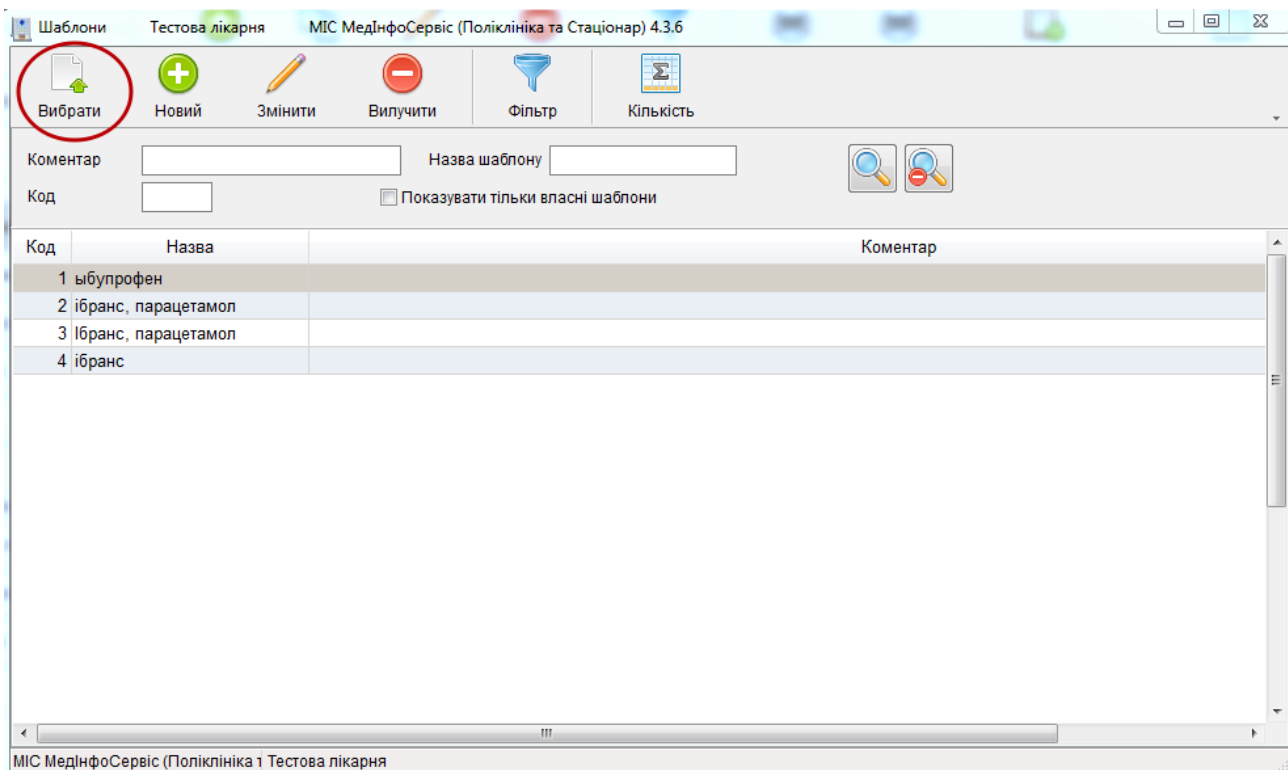 Шаблони Тестова лікарня МІС МедІнфоСервіс (Поліклініка та Стаціонар) 4.3.6
Вибрати Новий Змінити Вилучити Фільтр Кількість
Коментар Назва шаблону
Код Показувати тільки власні шаблони
Код Назва Коментар
1 ыбупрофен
2 ібранс, парацетамол
3 Ібранс, парацетамол
4 ібранс
МІС МедІнфоСервіс (Поліклініка т Тестова лікарня